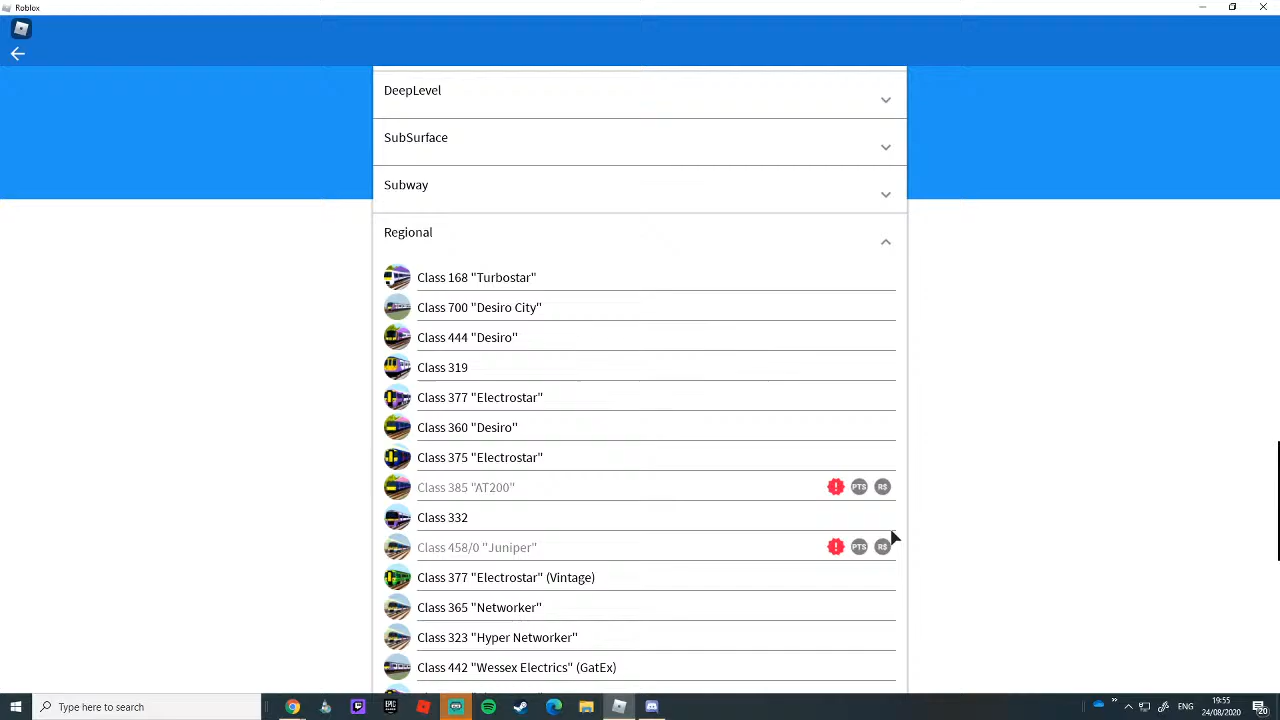 Roblox
DeepLevel
SubSurface
Subway
Regional
Class 168 "Turbostar"
Class 700 "Desiro City"
Class 444 "Desiro"
Class 319
Class 377 "Electrostar"
Class 360 "Desiro"
Class 375 "Electrostar"
Class 385 "AT200" ! PTS R$
Class 332
Class 458/0 "Juniper" ! PTS R$
Class 377 "Electrostar" (Vintage)
Class 365 "Networker"
Class 323 "Hyper Networker"
Class 442 "Wessex Electrics" (GatEx)
Type here to search
EPIC
GAMES
ENG
19:55
24/08/2020